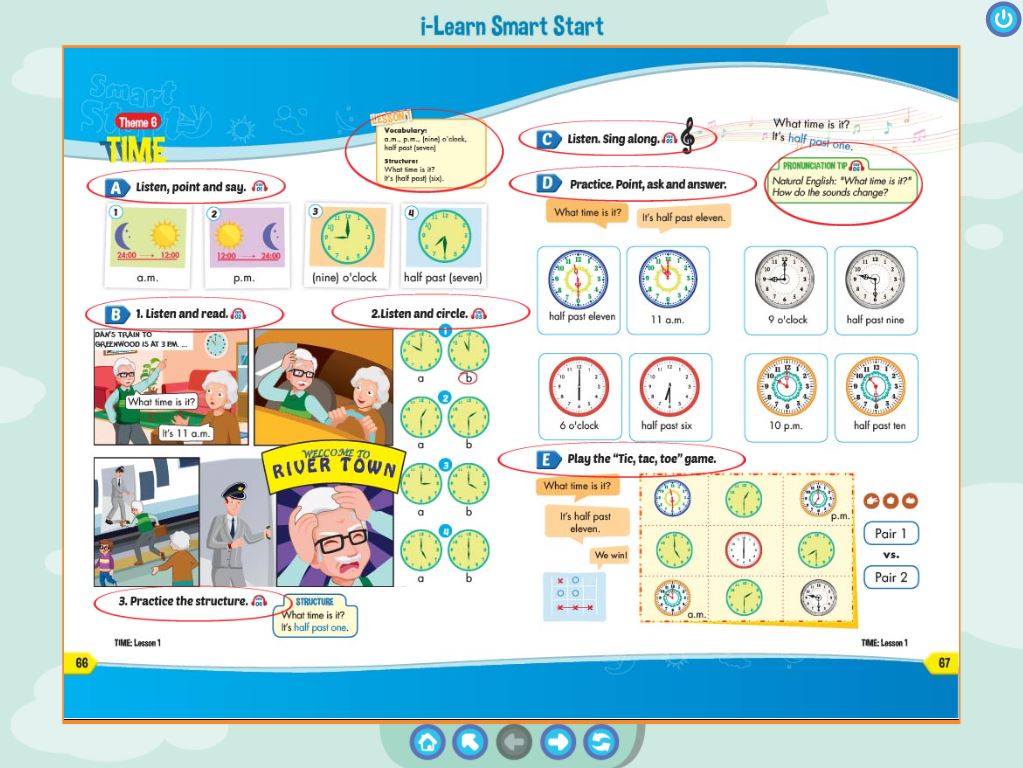 i-Learn Smart Start
Smart
Start
Theme 6
TIME
LESSON 1
Vocabulary:
a.m., p.m., (nine) o'clock,
half past (seven)
Structure:
What time is it?
It's (half past) (six).
A Listen, point and say.
1
2
3
4
24:00 → 12:00
12:00 → 24:00
a.m.
p.m.
(nine) o'clock
half past (seven)
B 1. Listen and read.
DAN'S TRAIN TO
GREENWOOD IS AT 3 P.M. ...
What time is it?
It's 11 a.m.
WELCOME TO
RIVER TOWN
2.Listen and circle.
1
a b
2
a b
3
a b
4
a b
3. Practice the structure.
STRUCTURE
What time is it?
It's half past one.
TIME: Lesson 1
66
C Listen. Sing along.
What time is it?
It's half past one.
PRONUNCIATION TIP
Natural English: "What time is it?"
How do the sounds change?
D Practice. Point, ask and answer.
What time is it?
It's half past eleven.
half past eleven
11 a.m.
9 o'clock
half past nine
6 o'clock
half past six
10 p.m.
half past ten
E Play the "Tic, tac, toe" game.
What time is it?
It's half past
eleven.
We win!
p.m.
a.m.
Pair 1
vs.
Pair 2
TIME: Lesson 1
67